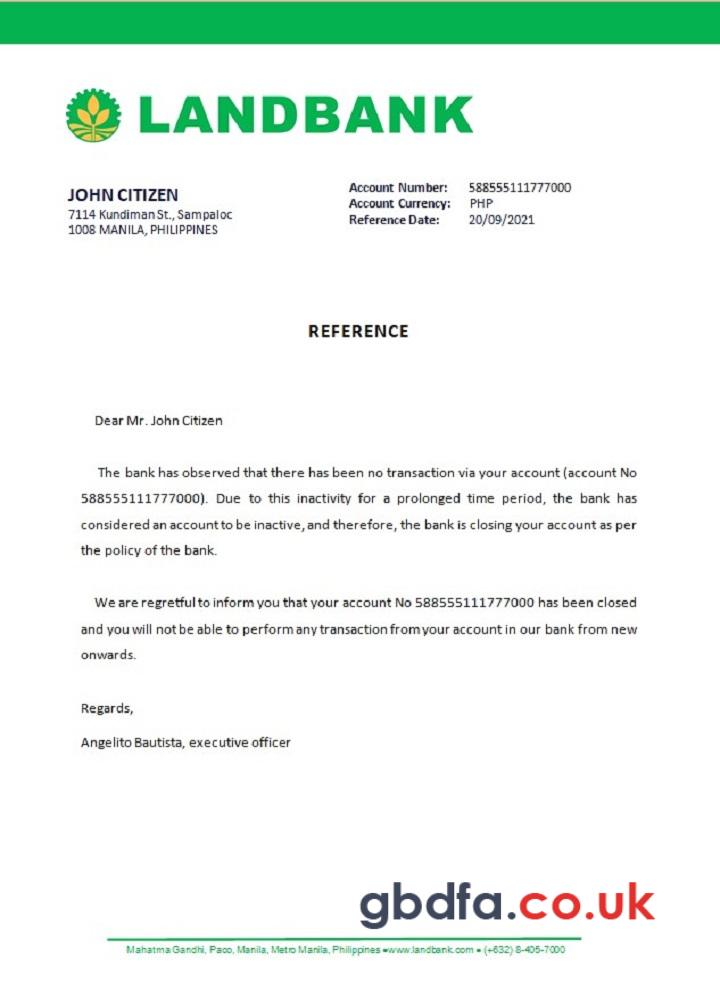 LANDBANK
JOHN CITIZEN
7114 Kundiman St., Sampaloc
1008 MANILA, PHILIPPINES
Account Number: 588555111777000
Account Currency: PHP
Reference Date: 20/09/2021
REFERENCE
Dear Mr. John Citizen
The bank has observed that there has been no transaction via your account (account No
588555111777000). Due to this inactivity for a prolonged time period, the bank has
considered an account to be inactive, and therefore, the bank is closing your account as per
the policy of the bank.
We are regretful to inform you that your account No 588555111777000 has been closed
and you will not be able to perform any transaction from your account in our bank from new
onwards.
Regards,
Angelito Bautista, executive officer
gbdfa.co.uk
Mahatma Gandhi, Paco, Manila, Metro Manila, Philippines •www.landbank.com • (+632) 8-405-7000